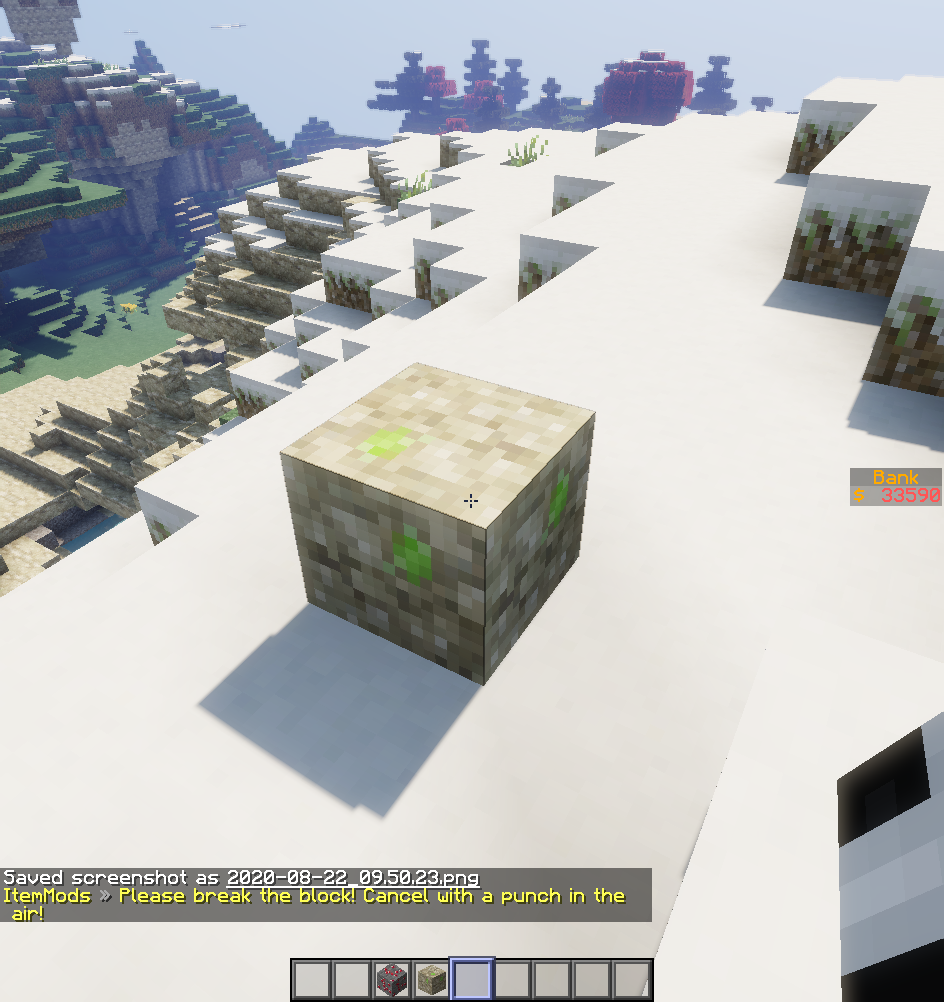 Bank
$ 33590
Saved screenshot as 2020-08-22_09.50.23.png
ItemMods » Please break the block! Cancel with a punch in the
air!